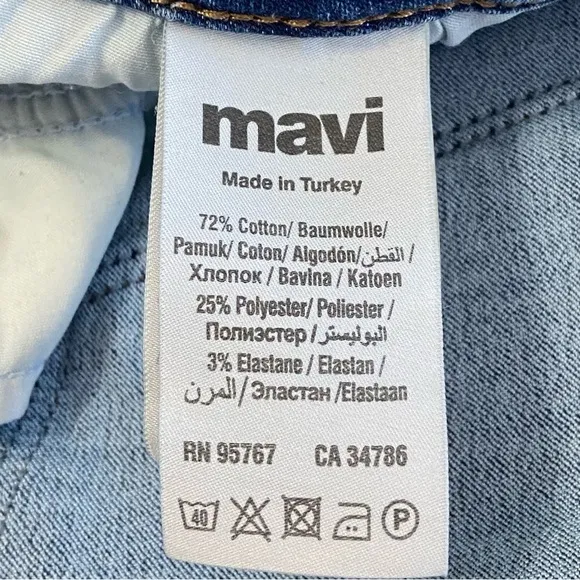 mavi
Made in Turkey
72% Cotton/ Baumwolle/
Pamuk/ Coton/ Algodón/القطن /
Хлопок / Bavlna / Katoen
25% Polyester/ Poliester /
Полиэстер /البوليستر
3% Elastane / Elastan /
المرن /Эластан /Elastaan
RN 95767 CA 34786
40 P